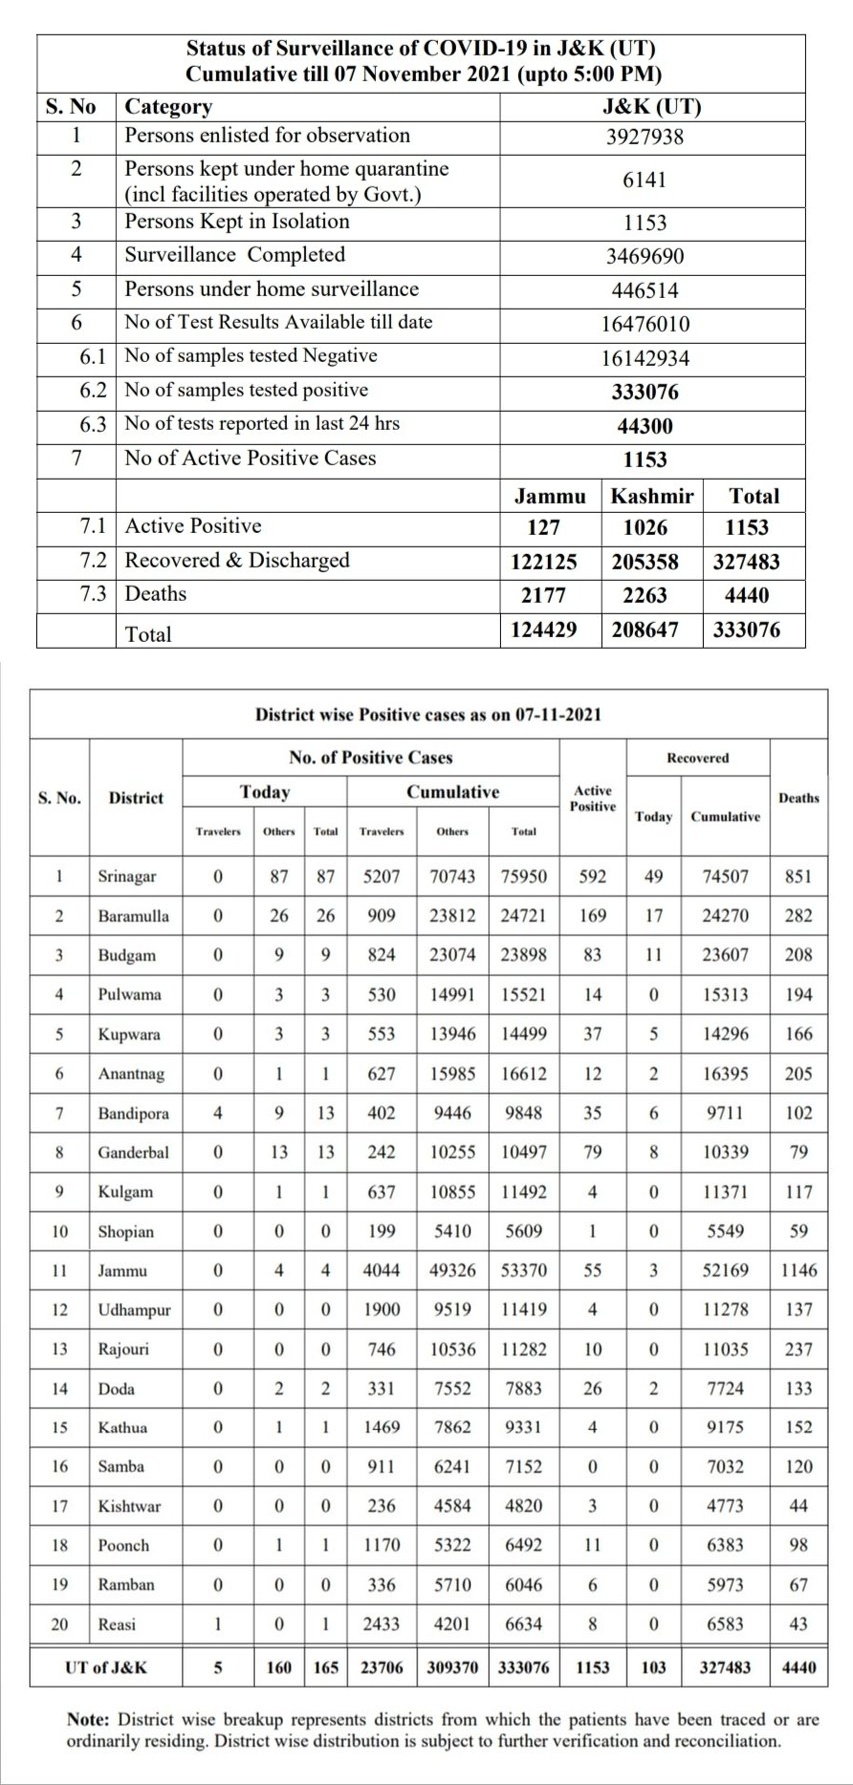 Status of Surveillance of COVID-19 in J&K (UT)
Cumulative till 07 November 2021 (upto 5:00 PM)
S. No Category J&K (UT)
1 Persons enlisted for observation 3927938
2 Persons kept under home quarantine
(incl facilities operated by Govt.) 6141
3 Persons Kept in Isolation 1153
4 Surveillance Completed 3469690
5 Persons under home surveillance 446514
6 No of Test Results Available till date 16476010
6.1 No of samples tested Negative 16142934
6.2 No of samples tested positive 333076
6.3 No of tests reported in last 24 hrs 44300
7 No of Active Positive Cases 1153
Jammu Kashmir Total
7.1 Active Positive 127 1026 1153
7.2 Recovered & Discharged 122125 205358 327483
7.3 Deaths 2177 2263 4440
Total 124429 208647 333076
District wise Positive cases as on 07-11-2021
No. of Positive Cases Recovered
S. No. District Today Cumulative Active Positive Deaths
Today Cumulative
Travelers Others Total Travelers Others Total
1 Srinagar 0 87 87 5207 70743 75950 592 49 74507 851
2 Baramulla 0 26 26 909 23812 24721 169 17 24270 282
3 Budgam 0 9 9 824 23074 23898 83 11 23607 208
4 Pulwama 0 3 3 530 14991 15521 14 0 15313 194
5 Kupwara 0 3 3 553 13946 14499 37 5 14296 166
6 Anantnag 0 1 1 627 15985 16612 12 2 16395 205
7 Bandipora 4 9 13 402 9446 9848 35 6 9711 102
8 Ganderbal 0 13 13 242 10255 10497 79 8 10339 79
9 Kulgam 0 1 1 637 10855 11492 4 0 11371 117
10 Shopian 0 0 0 199 5410 5609 1 0 5549 59
11 Jammu 0 4 4 4044 49326 53370 55 3 52169 1146
12 Udhampur 0 0 0 1900 9519 11419 4 0 11278 137
13 Rajouri 0 0 0 746 10536 11282 10 0 11035 237
14 Doda 0 2 2 331 7552 7883 26 2 7724 133
15 Kathua 0 1 1 1469 7862 9331 4 0 9175 152
16 Samba 0 0 0 911 6241 7152 0 0 7032 120
17 Kishtwar 0 0 0 236 4584 4820 3 0 4773 44
18 Poonch 0 1 1 1170 5322 6492 11 0 6383 98
19 Ramban 0 0 0 336 5710 6046 6 0 5973 67
20 Reasi 1 0 1 2433 4201 6634 8 0 6583 43
UT of J&K 5 160 165 23706 309370 333076 1153 103 327483 4440
Note: District wise breakup represents districts from which the patients have been traced or are
ordinarily residing. District wise distribution is subject to further verification and reconciliation.